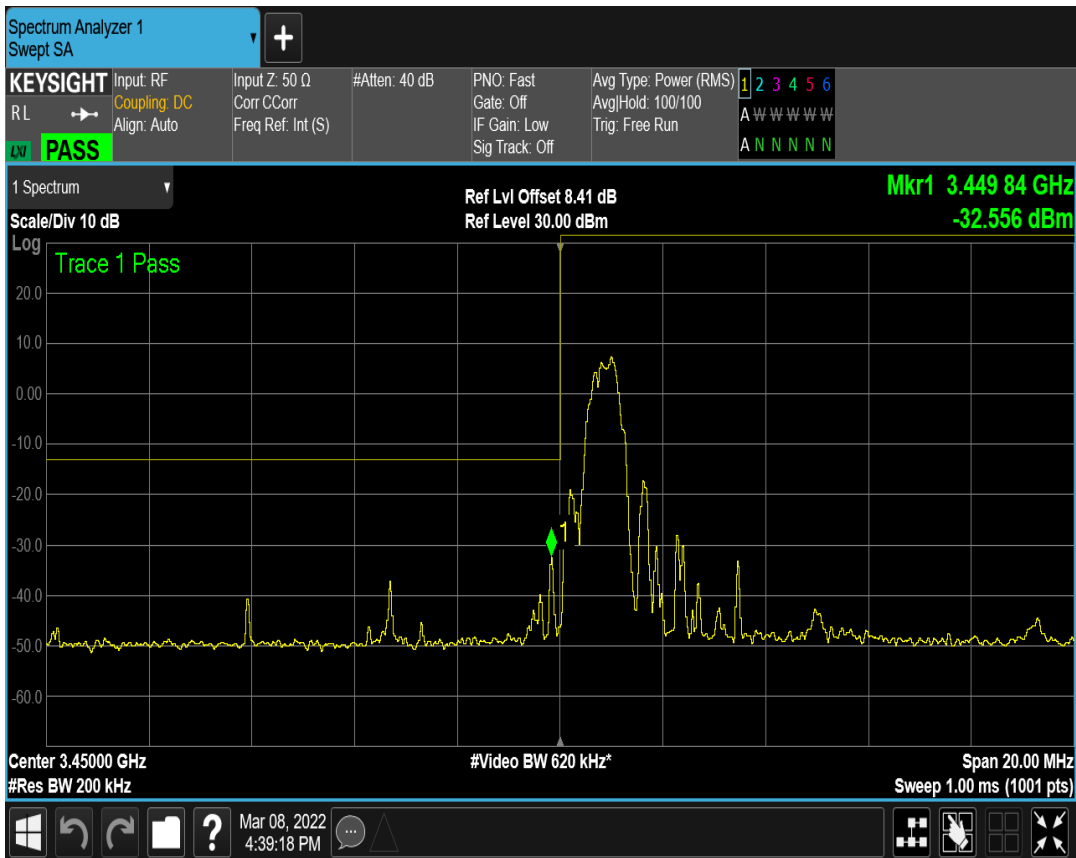 Spectrum Analyzer 1
Swept SA
+
KEYSIGHT
RL
LXI PASS
Input: RF
Coupling: DC
Align: Auto
Input Z: 50 Ω
Corr CCorr
Freq Ref: Int (S)
#Atten: 40 dB
PNO: Fast
Gate: Off
IF Gain: Low
Sig Track: Off
Avg Type: Power (RMS)
Avg|Hold: 100/100
Trig: Free Run
1 2 3 4 5 6
A W W W W W
A N N N N N
1 Spectrum
Scale/Div 10 dB
Ref Lvl Offset 8.41 dB
Ref Level 30.00 dBm
Mkr1 3.449 84 GHz
-32.556 dBm
Log
Trace 1 Pass
20.0
10.0
0.00
-10.0
-20.0
1
-30.0
-40.0
-50.0
-60.0
Center 3.45000 GHz
#Res BW 200 kHz
#Video BW 620 kHz*
Span 20.00 MHz
Sweep 1.00 ms (1001 pts)
?
Mar 08, 2022
4:39:18 PM